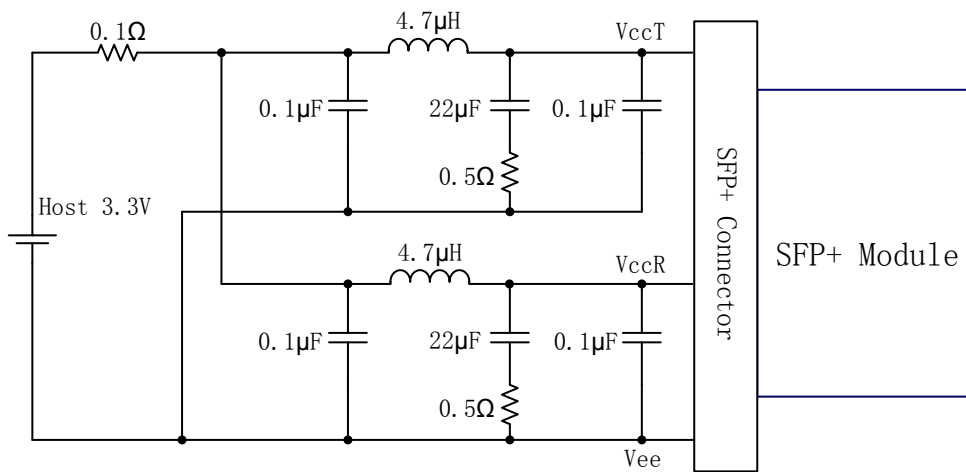 4.7μH
0.1Ω
VccT
0.1μF
22μF
0.1μF
0.5Ω
Host 3.3V
SFP+ Connector
SFP+ Module
4.7μH
VccR
0.1μF
22μF
0.1μF
0.5Ω
Vee